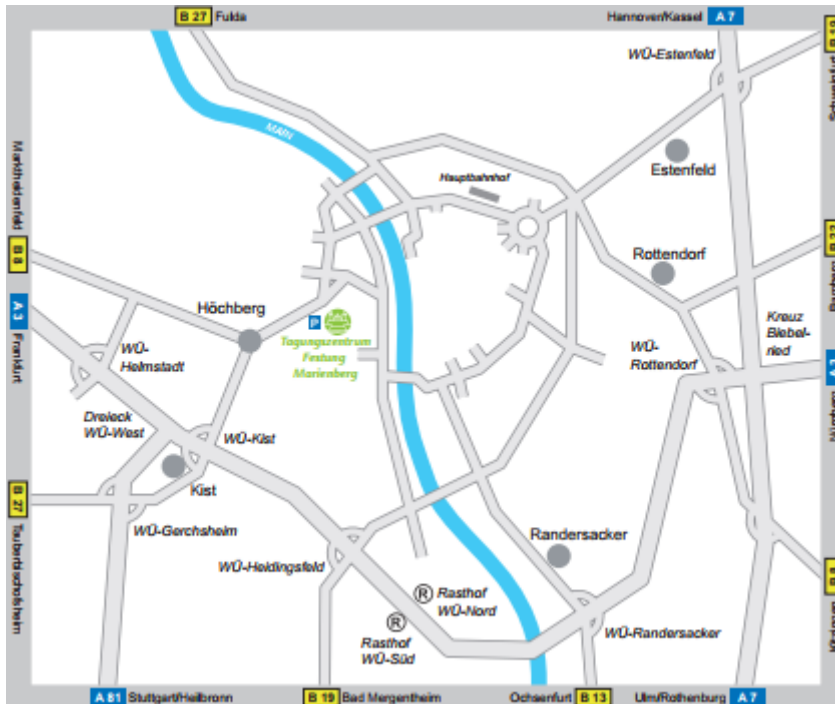 B 27 Fulda
Hannover/Kassel A 7
WÜ-Estenfeld
MAIN
Marktheidenfeld
B 8
Hauptbahnhof
Estenfeld
Rottendorf
A 3
Frankfurt
Höchberg
P
Tagungszentrum
Festung
Marienberg
WÜ-
Helmstadt
WÜ-
Rottendorf
Kreuz
Biebel-
ried
Dreieck
WÜ-West
WÜ-Kist
Kist
B 27
Tauberbischofsheim
WÜ-Gerchsheim
WÜ-Heidingsfeld
Randersacker
R Rasthof
WÜ-Nord
R
Rasthof
WÜ-Süd
WÜ-Randersacker
A 81 Stuttgart/Heilbronn
B 19 Bad Mergentheim
Ochsenfurt B 13
Ulm/Rothenburg A 7